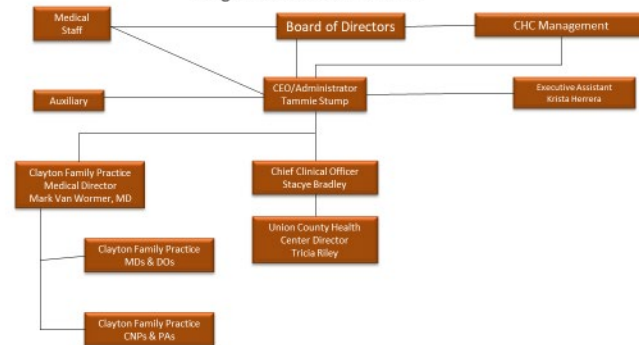 Medical
Staff
Board of Directors
CHC Management
CEO/Administrator
Tammie Stump
Auxiliary
Executive Assistant
Krista Herrera
Clayton Family Practice
Medical Director
Mark Van Wormer, MD
Chief Clinical Officer
Stacye Bradley
Union County Health
Center Director
Tricia Riley
Clayton Family Practice
MDs & DOs
Clayton Family Practice
CNPs & PAs